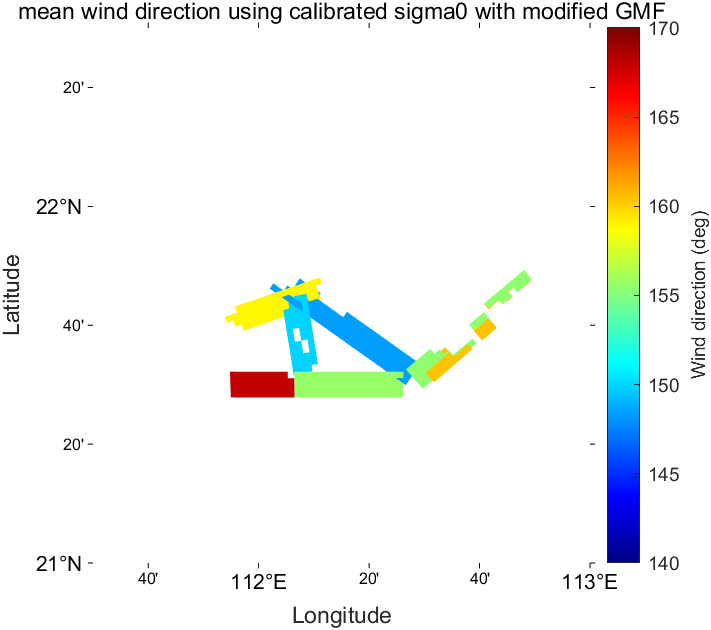 mean wind direction using calibrated sigma0 with modified GMF
20'
22°N
40'
20'
21°N
Latitude
40'
112°E
20'
40'
113°E
Longitude
170
165
160
155
150
145
140
Wind direction (deg)